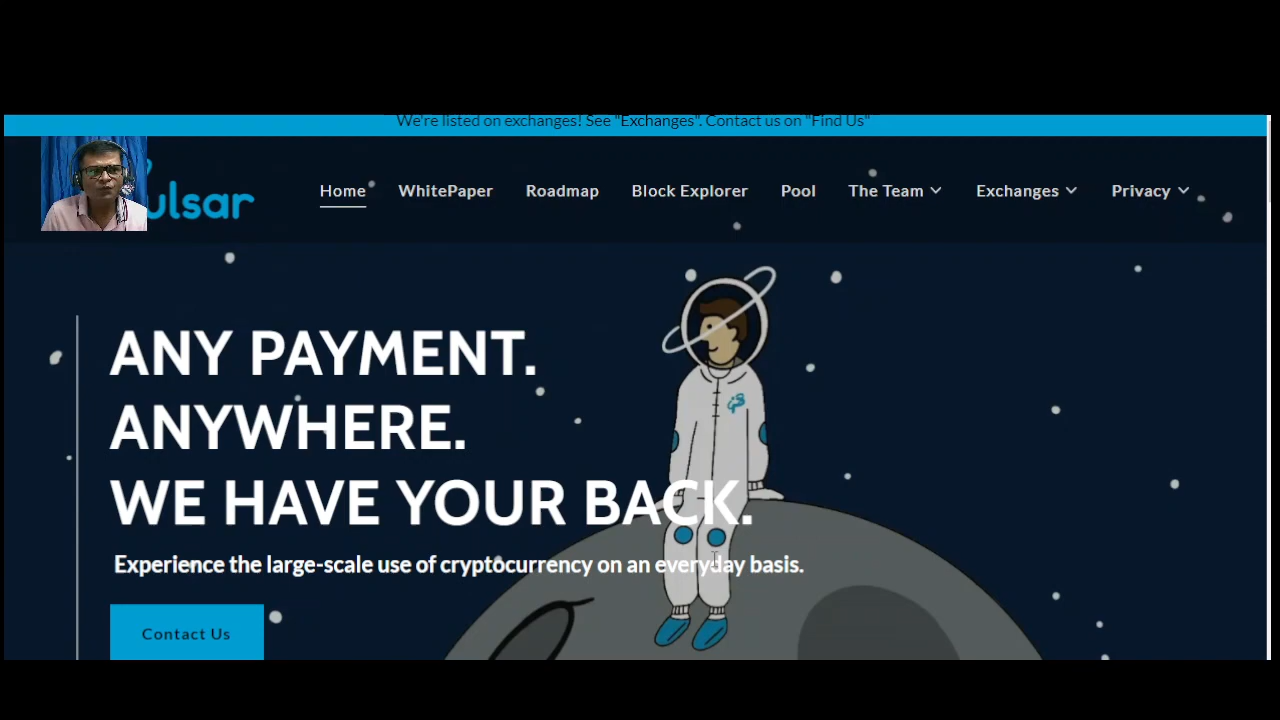 We're listed on exchanges! See "Exchanges". Contact us on "Find Us"
ulsar
Home WhitePaper Roadmap Block Explorer Pool The Team Exchanges Privacy
ANY PAYMENT.
ANYWHERE.
WE HAVE YOUR BACK.
Experience the large-scale use of cryptocurrency on an everyday basis.
Contact Us